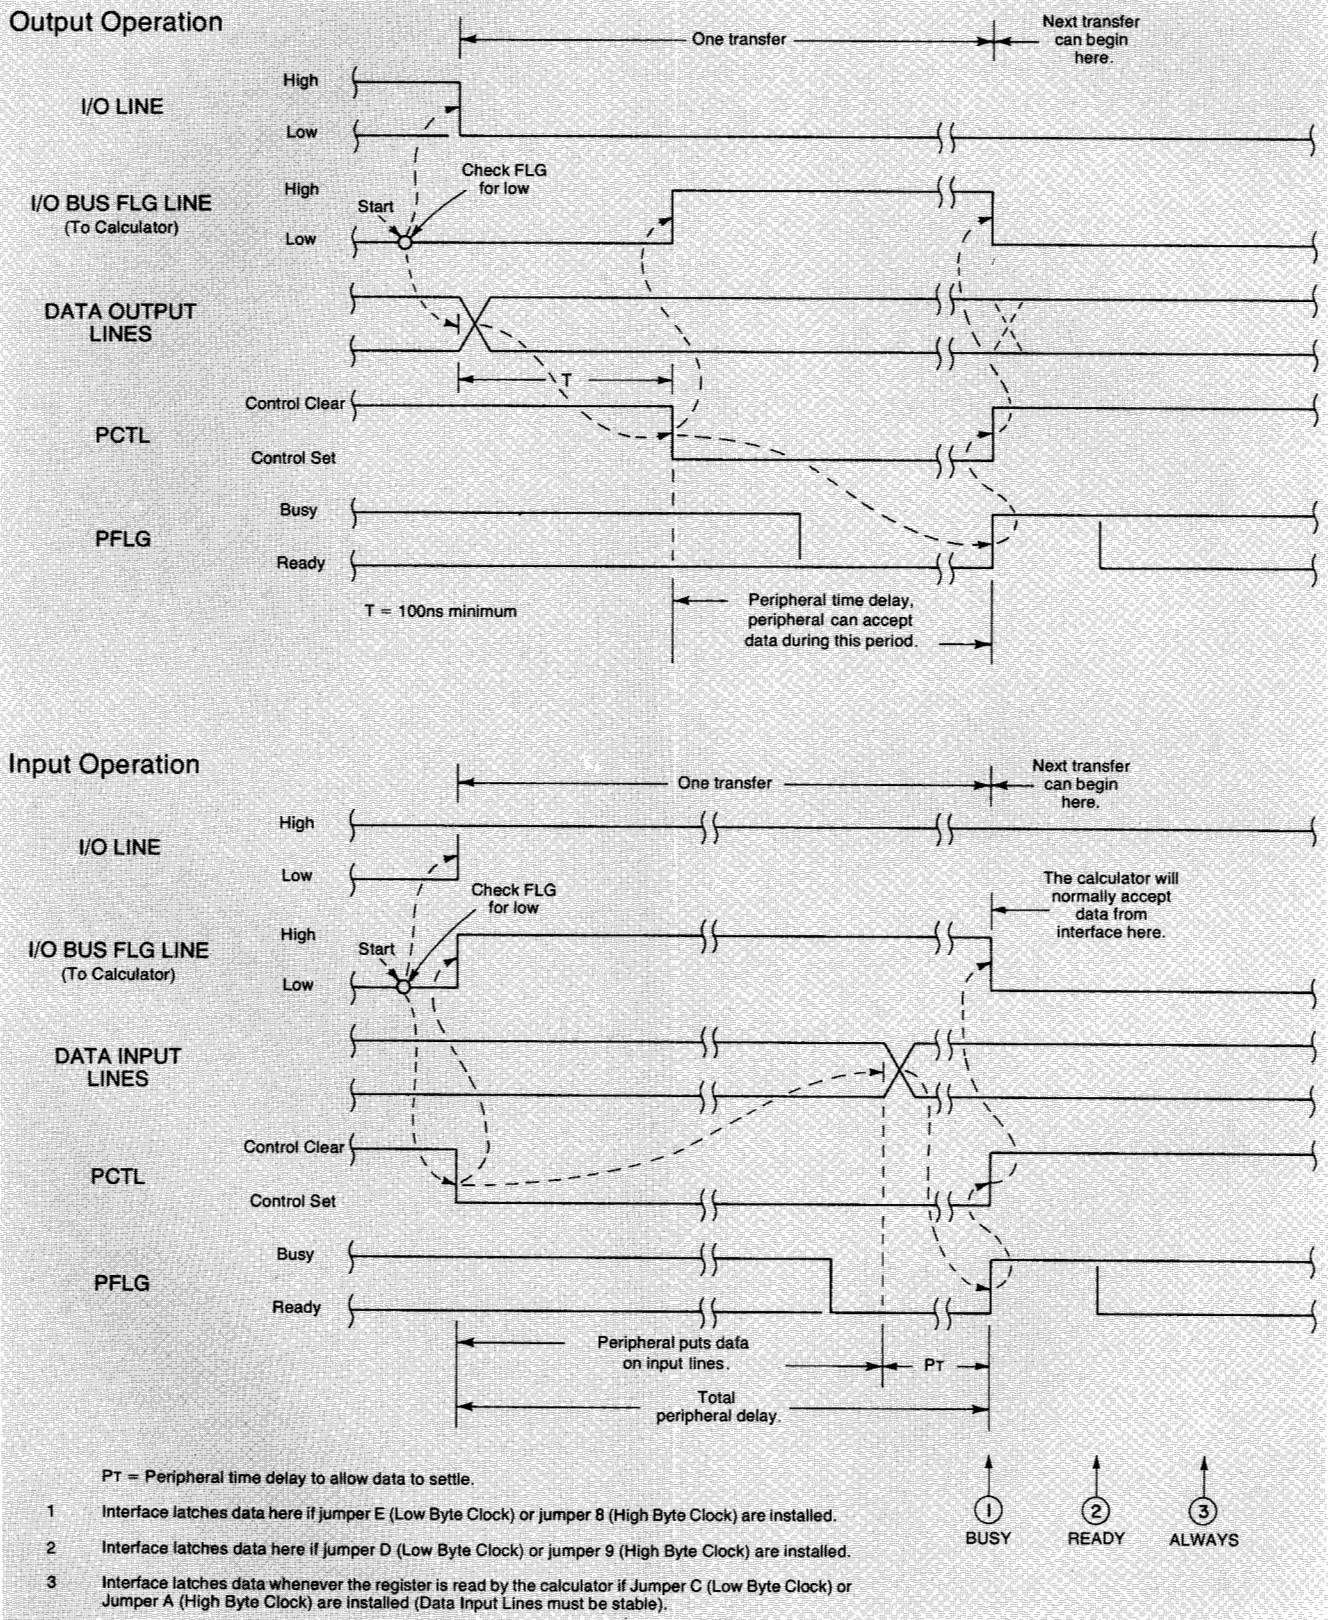 Output Operation
One transfer
Next transfer
can begin
here.
I/O LINE
High
Low
Check FLG
for low
I/O BUS FLG LINE
(To Calculator)
High
Start
Low
DATA OUTPUT
LINES
T
PCTL
Control Clear
Control Set
PFLG
Busy
Ready
T = 100ns minimum
Peripheral time delay,
peripheral can accept
data during this period.
Input Operation
One transfer
Next transfer
can begin
here.
I/O LINE
High
Low
Check FLG
for low
The calculator will
normally accept
data from
interface here.
I/O BUS FLG LINE
(To Calculator)
High
Start
Low
DATA INPUT
LINES
PCTL
Control Clear
Control Set
PFLG
Busy
Ready
Peripheral puts data
on input lines.
PT
Total
peripheral delay.
PT = Peripheral time delay to allow data to settle.
1 Interface latches data here if jumper E (Low Byte Clock) or jumper 8 (High Byte Clock) are installed.
2 Interface latches data here if jumper D (Low Byte Clock) or jumper 9 (High Byte Clock) are installed.
3 Interface latches data whenever the register is read by the calculator if Jumper C (Low Byte Clock) or
Jumper A (High Byte Clock) are installed (Data Input Lines must be stable).
1
BUSY
2
READY
3
ALWAYS